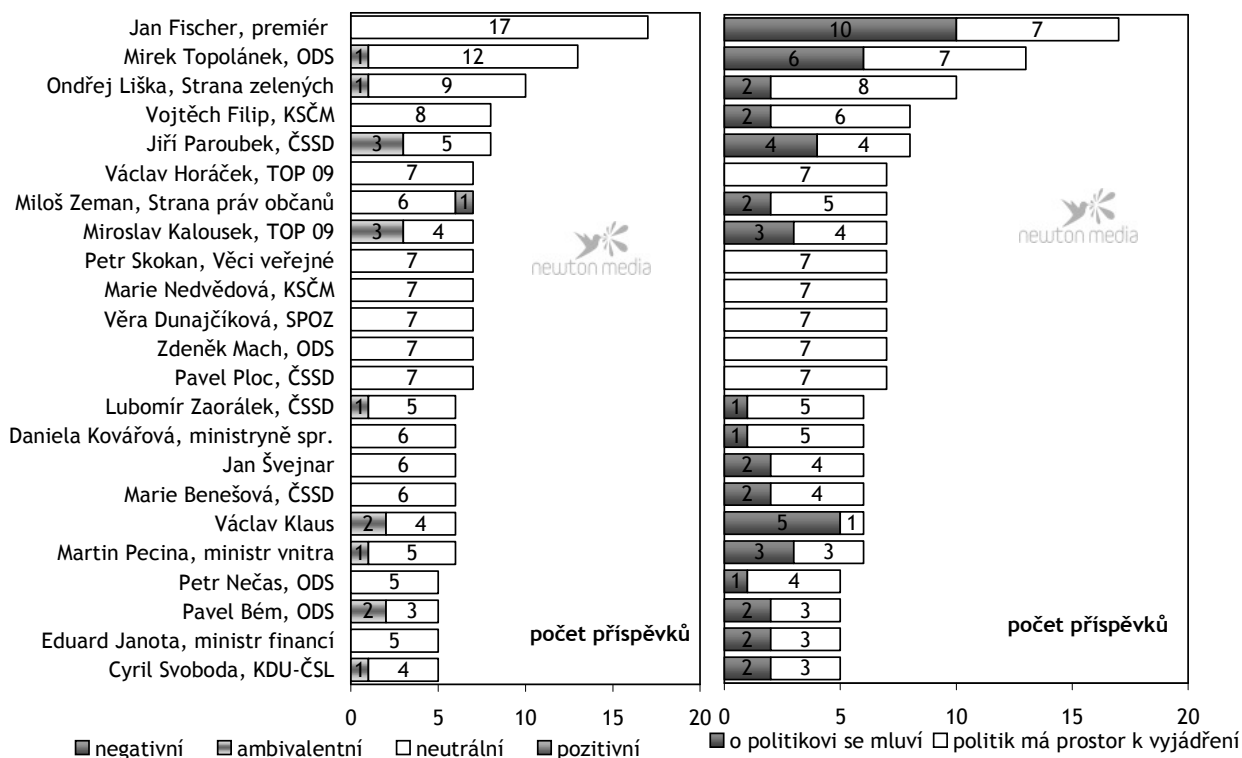 Jan Fischer, premiér 17 10 7
Mirek Topolánek, ODS 1 12 6 7
Ondřej Liška, Strana zelených 1 9 2 8
Vojtěch Filip, KSČM 8 2 6
Jiří Paroubek, ČSSD 3 5 4 4
Václav Horáček, TOP 09 7 7
Miloš Zeman, Strana práv občanů 6 1 2 5
Miroslav Kalousek, TOP 09 3 4 3 4
Petr Skokan, Věci veřejné 7 7
Marie Nedvědová, KSČM 7 7
Věra Dunajčíková, SPOZ 7 7
Zdeněk Mach, ODS 7 7
Pavel Ploc, ČSSD 7 7
Lubomír Zaorálek, ČSSD 1 5 1 5
Daniela Kovářová, ministryně spr. 6 1 5
Jan Švejnar 6 2 4
Marie Benešová, ČSSD 6 2 4
Václav Klaus 2 4 5 1
Martin Pecina, ministr vnitra 1 5 3 3
Petr Nečas, ODS 5 1 4
Pavel Bém, ODS 2 3 2 3
Eduard Janota, ministr financí 5 2 3
Cyril Svoboda, KDU-ČSL 1 4 2 3
newton media
newton media
počet příspěvků
počet příspěvků
0 5 10 15 20
0 5 10 15 20
negativní ambivalentní neutrální pozitivní
o politikovi se mluví politik má prostor k vyjádření